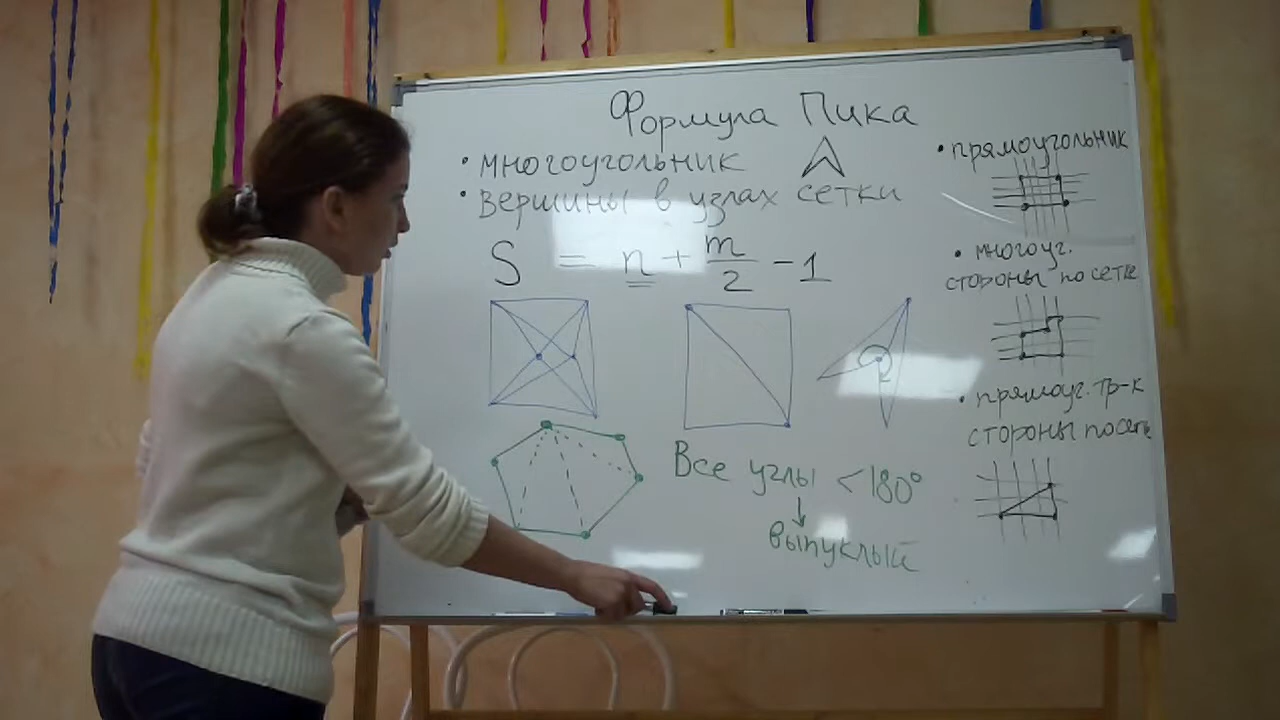 Формула Пика
• многоугольник
• вершины в узлах сетки
S = n + m/2 - 1
Все углы < 180°
↓
выпуклый
• прямоугольник
• многоуг.
стороны по сетке
• прямоуг. тр-к
стороны по сетке